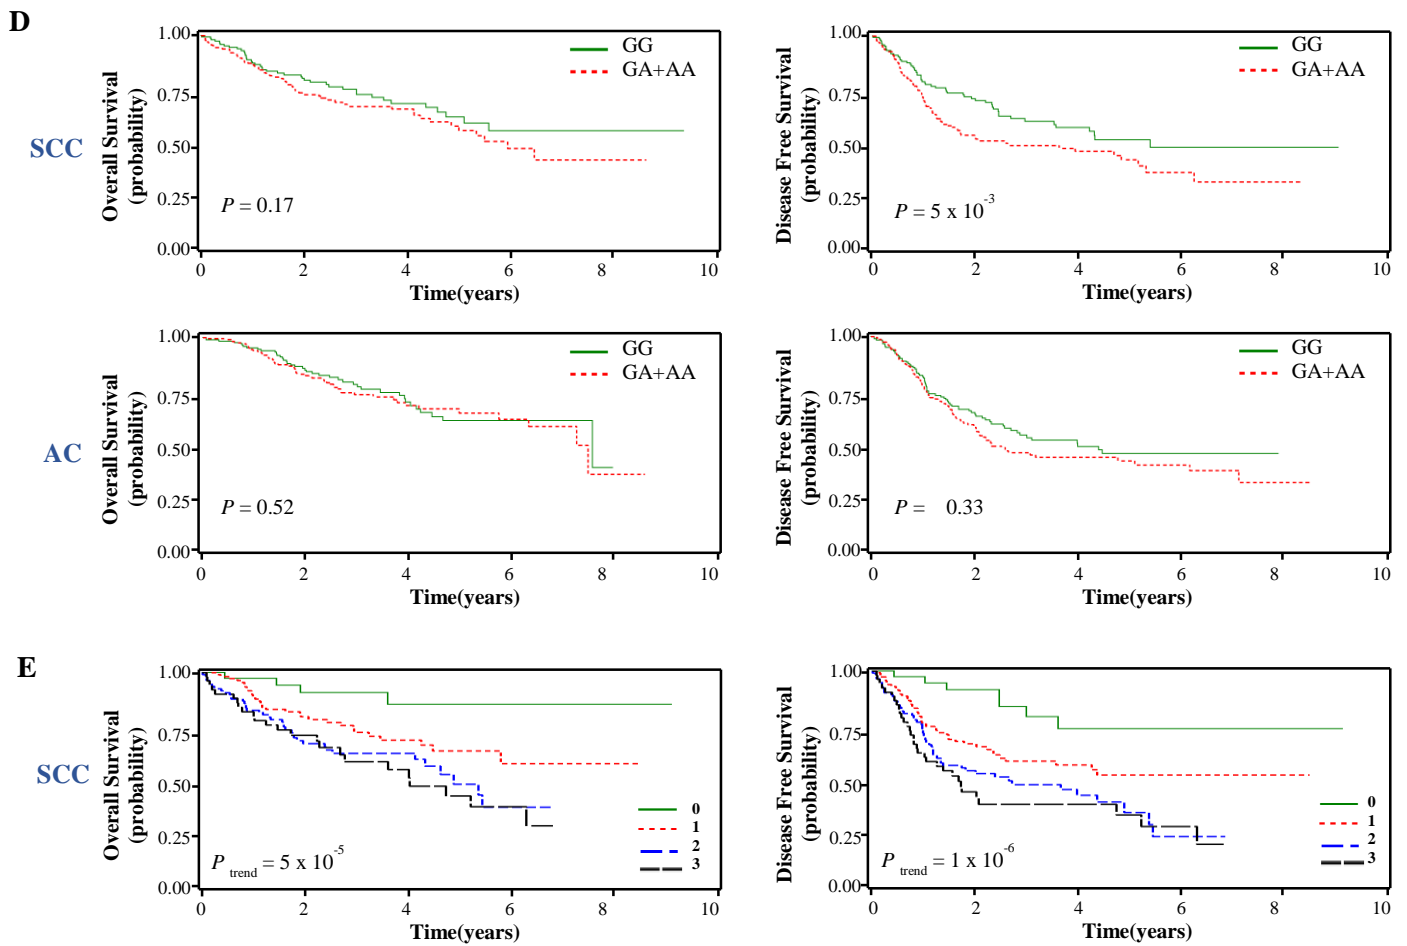 D
SCC
Overall Survival
(probability)
1.00
0.75
0.50
0.25
0.00
GG
GA+AA
P = 0.17
0 2 4 6 8 10
Time(years)
Disease Free Survival
(probability)
1.00
0.75
0.50
0.25
0.00
GG
GA+AA
P = 5 x 10-3
0 2 4 6 8 10
Time(years)
AC
Overall Survival
(probability)
1.00
0.75
0.50
0.25
0.00
GG
GA+AA
P = 0.52
0 2 4 6 8 10
Time(years)
Disease Free Survival
(probability)
1.00
0.75
0.50
0.25
0.00
GG
GA+AA
P = 0.33
0 2 4 6 8 10
Time(years)
E
SCC
Overall Survival
(probability)
1.00
0.75
0.50
0.25
0.00
0
1
2
3
P trend = 5 x 10-5
0 2 4 6 8 10
Time(years)
Disease Free Survival
(probability)
1.00
0.75
0.50
0.25
0.00
0
1
2
3
P trend = 1 x 10-6
0 2 4 6 8 10
Time(years)